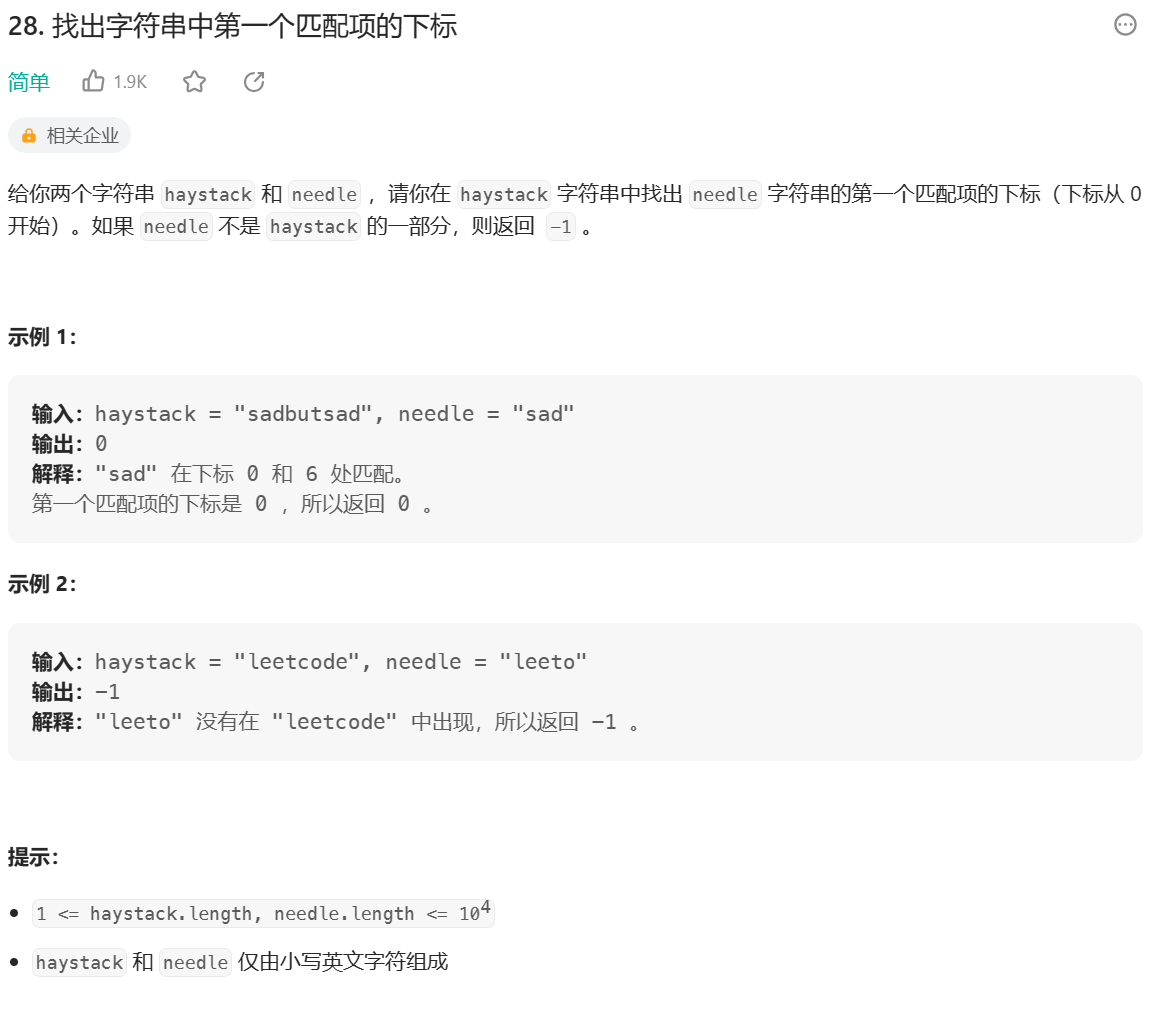 28. 找出字符串中第一个匹配项的下标
简单 1.9K
相关企业
给你两个字符串 haystack 和 needle ，请你在 haystack 字符串中找出 needle 字符串的第一个匹配项的下标（下标从 0
开始）。如果 needle 不是 haystack 的一部分，则返回 -1 。
示例 1：
输入：haystack = "sadbutsad", needle = "sad"
输出：0
解释："sad" 在下标 0 和 6 处匹配。
第一个匹配项的下标是 0 ，所以返回 0 。
示例 2：
输入：haystack = "leetcode", needle = "leeto"
输出：-1
解释："leeto" 没有在 "leetcode" 中出现，所以返回 -1 。
提示：
1 <= haystack.length, needle.length <= 10⁴
haystack 和 needle 仅由小写英文字符组成